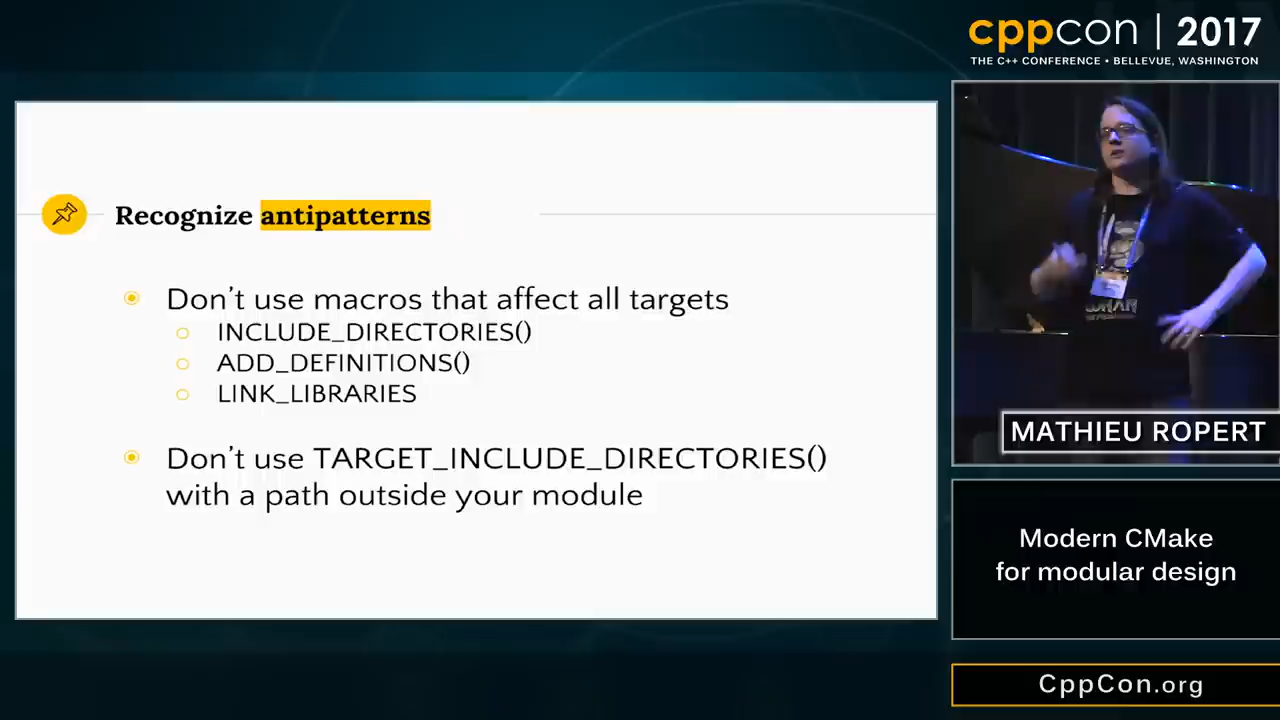 cppcon | 2017
THE C++ CONFERENCE • BELLEVUE, WASHINGTON
Recognize antipatterns
Don't use macros that affect all targets
INCLUDE_DIRECTORIES()
ADD_DEFINITIONS()
LINK_LIBRARIES
Don't use TARGET_INCLUDE_DIRECTORIES()
with a path outside your module
MATHIEU ROPERT
Modern CMake
for modular design
CppCon.org